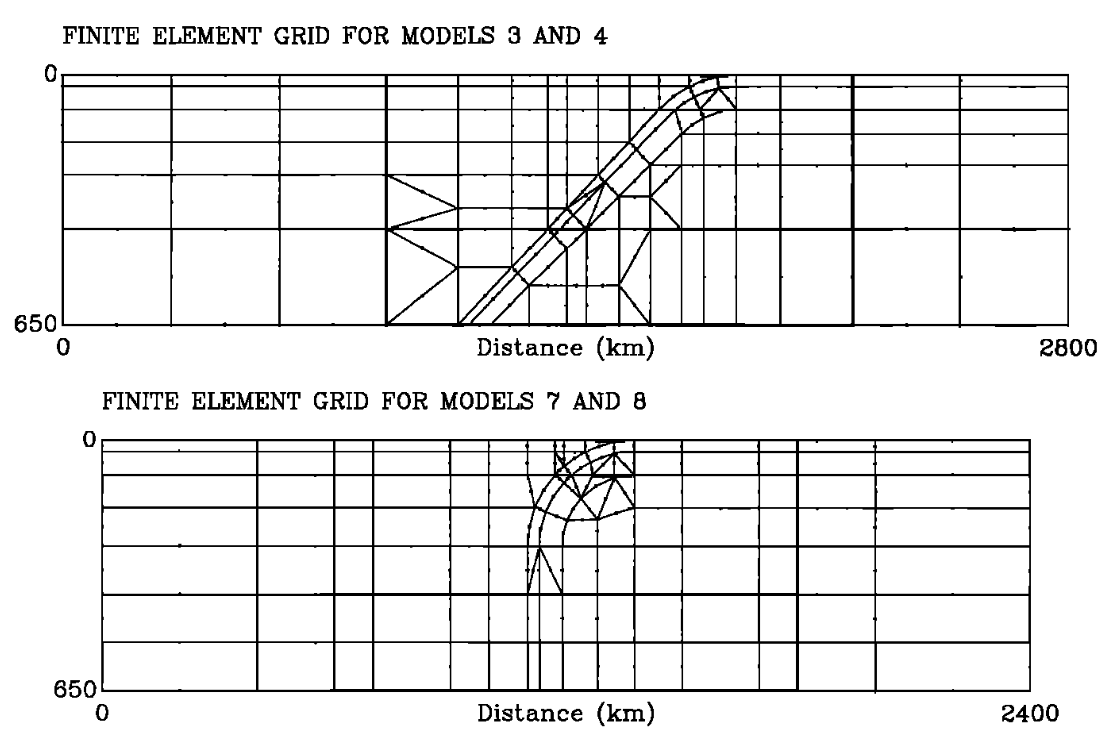 FINITE ELEMENT GRID FOR MODELS 3 AND 4
0
650
0 Distance (km) 2800
FINITE ELEMENT GRID FOR MODELS 7 AND 8
0
650
0 Distance (km) 2400